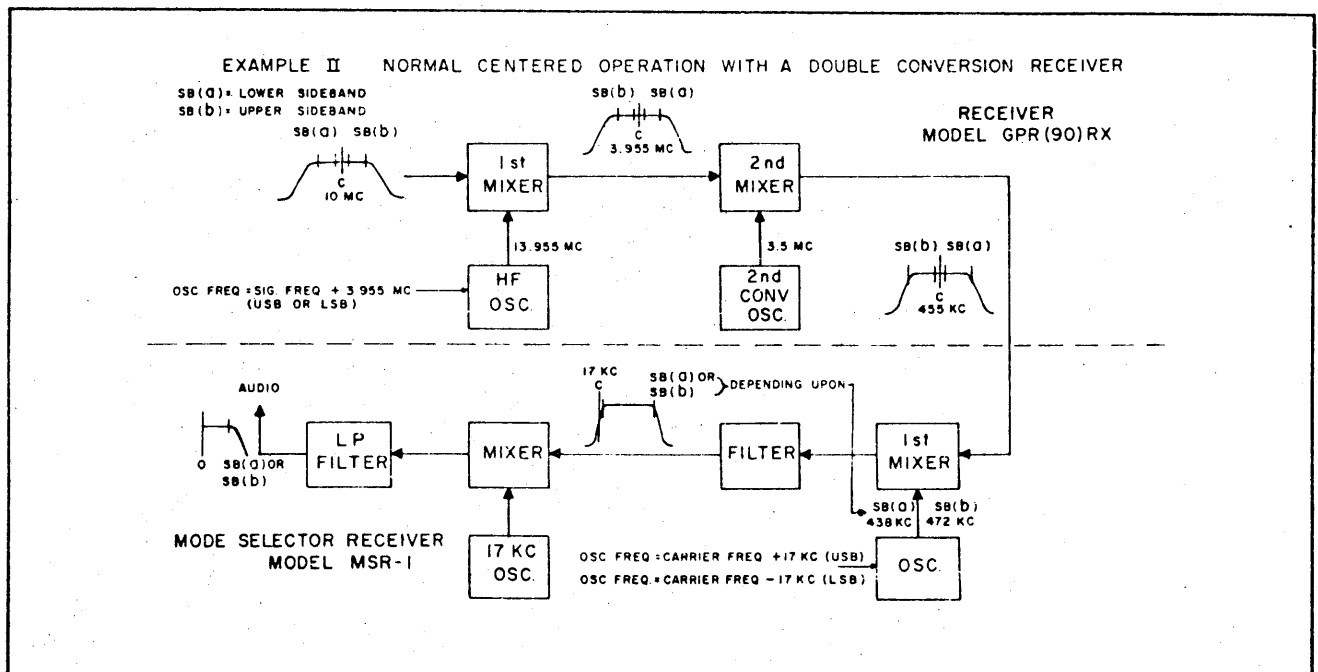 EXAMPLE II NORMAL CENTERED OPERATION WITH A DOUBLE CONVERSION RECEIVER
SB(a)= LOWER SIDEBAND
SB(b)= UPPER SIDEBAND
SB(a) SB(b)
C
10 MC
1st
MIXER
SB(b) SB(a)
C
3.955 MC
2nd
MIXER
RECEIVER
MODEL GPR(90)RX
13.955 MC
3.5 MC
OSC FREQ = SIG. FREQ + 3.955 MC
(USB OR LSB)
HF
OSC.
2nd
CONV
OSC.
SB(b) SB(a)
C
455 KC
AUDIO
O
SB(a) OR
SB(b)
LP
FILTER
MIXER
17 KC
C
SB(a) OR
SB(b)
DEPENDING UPON
FILTER
1st
MIXER
SB(a) SB(b)
438 KC 472 KC
MODE SELECTOR RECEIVER
MODEL MSR-I
17 KC
OSC.
OSC FREQ = CARRIER FREQ + 17 KC (USB)
OSC FREQ. = CARRIER FREQ - 17 KC (LSB)
OSC.